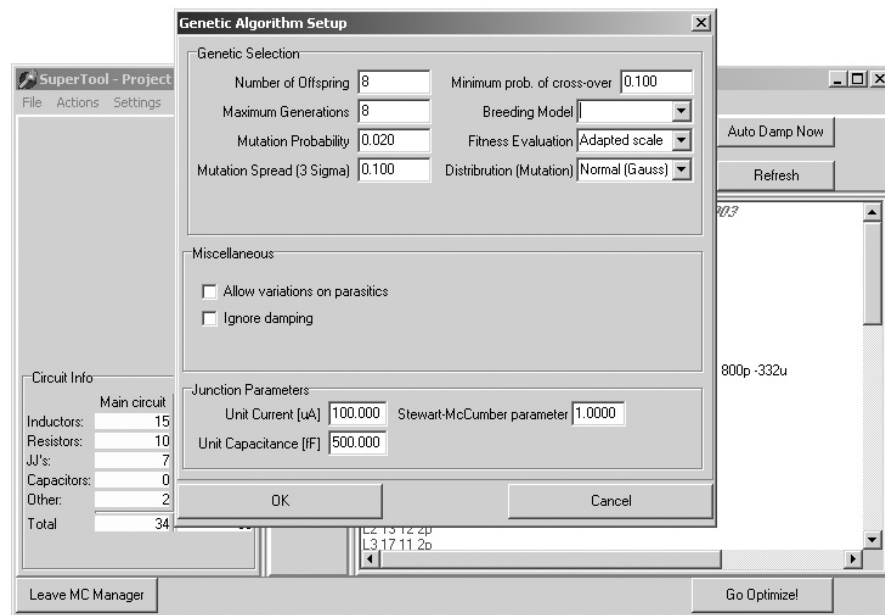 Genetic Algorithm Setup
Genetic Selection
Number of Offspring 8
Minimum prob. of cross-over 0.100
Maximum Generations 8
Breeding Model
Mutation Probability 0.020
Fitness Evaluation Adapted scale
Mutation Spread (3 Sigma) 0.100
Distribrution (Mutation) Normal (Gauss)
Miscellaneous
Allow variations on parasitics
Ignore damping
Junction Parameters
Unit Current [uA] 100.000
Stewart-McCumber parameter 1.0000
Unit Capacitance [fF] 500.000
OK
Cancel
SuperTool - Project
File Actions Settings
Auto Damp Now
Refresh
800p -332u
Circuit Info
Main circuit
Inductors: 15
Resistors: 10
JJ's: 7
Capacitors: 0
Other: 2
Total 34
L2 13 12 2p
L3 17 11 2p
Leave MC Manager
Go Optimize!